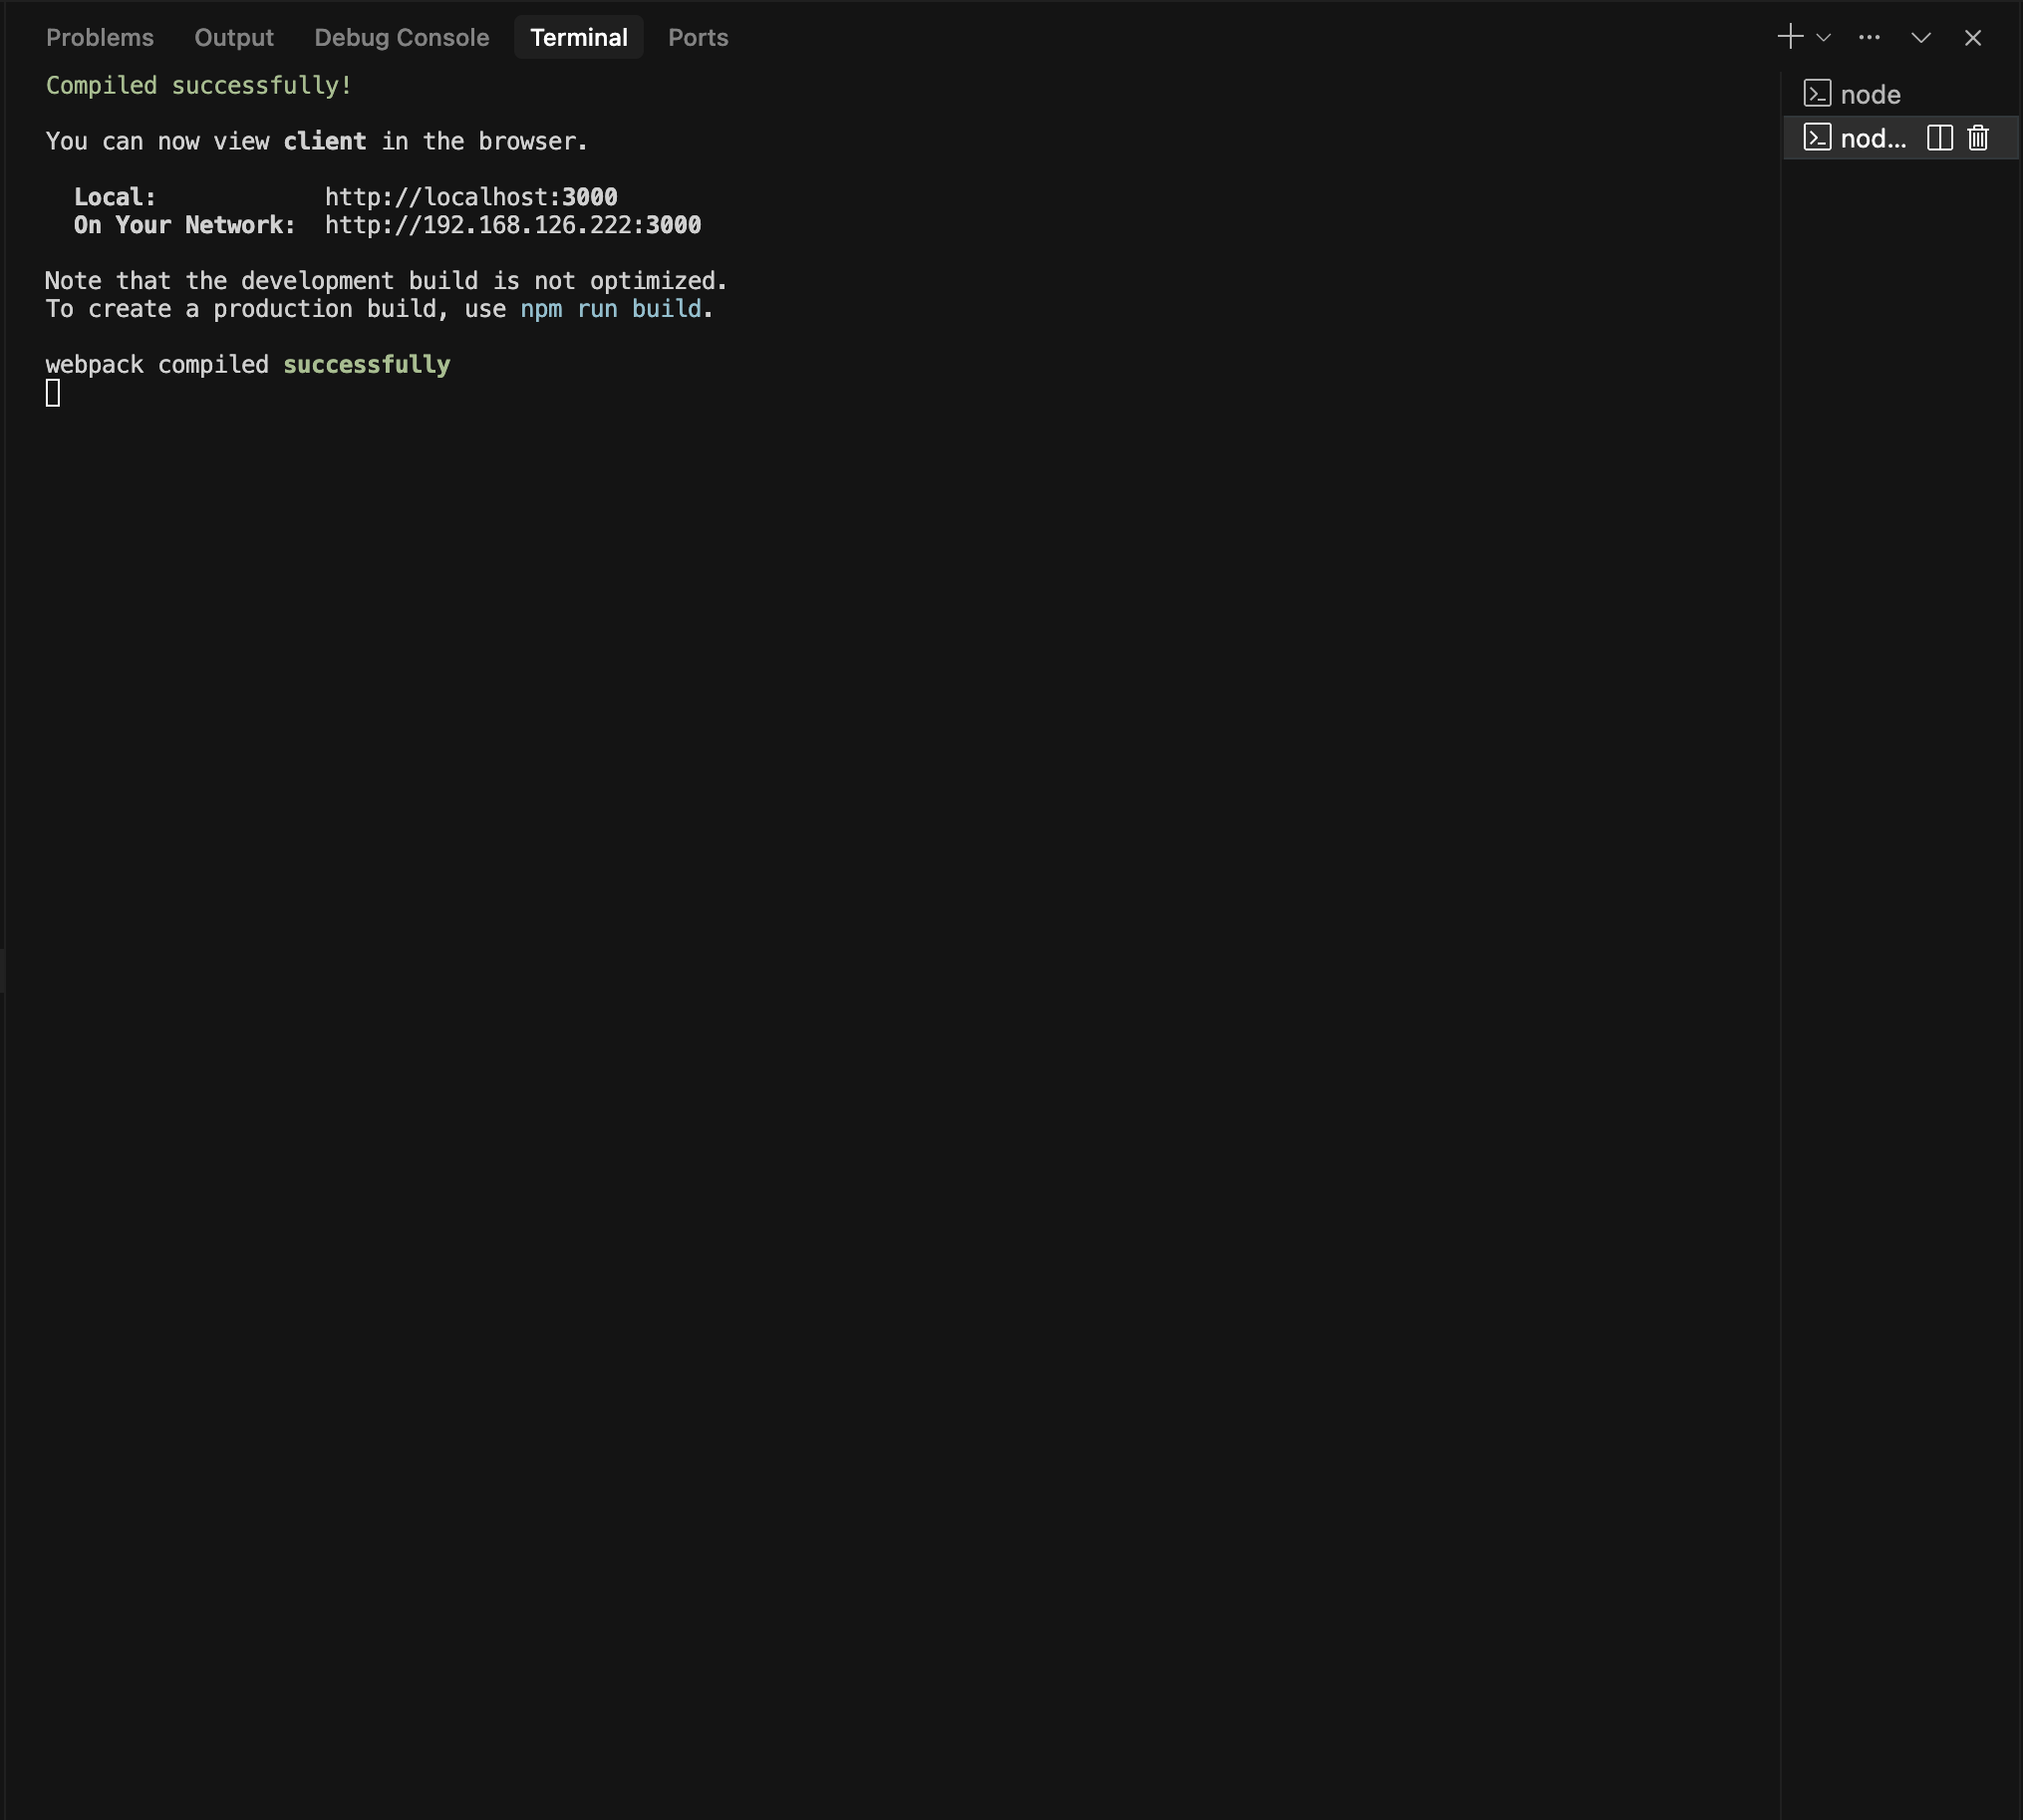 Problems Output Debug Console Terminal Ports
Compiled successfully!
You can now view client in the browser.
Local: http://localhost:3000
On Your Network: http://192.168.126.222:3000
Note that the development build is not optimized.
To create a production build, use npm run build.
webpack compiled successfully
node
nod...